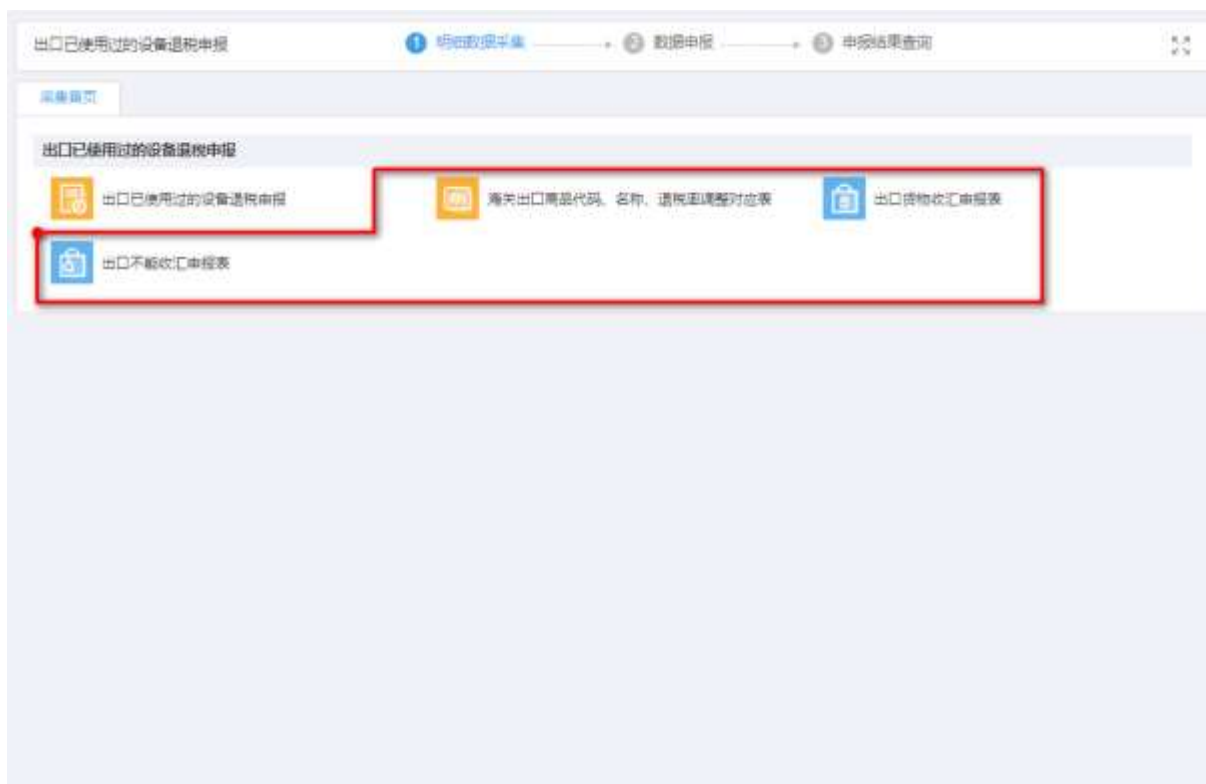 出口已使用过的设备退税申报 1 明细数据采集 2 数据申报 3 申报结果查询
采集首页
出口已使用过的设备退税申报
出口已使用过的设备退税申报 海关出口商品代码、名称、退税率调整对应表 出口货物收汇申报表
出口不能收汇申报表